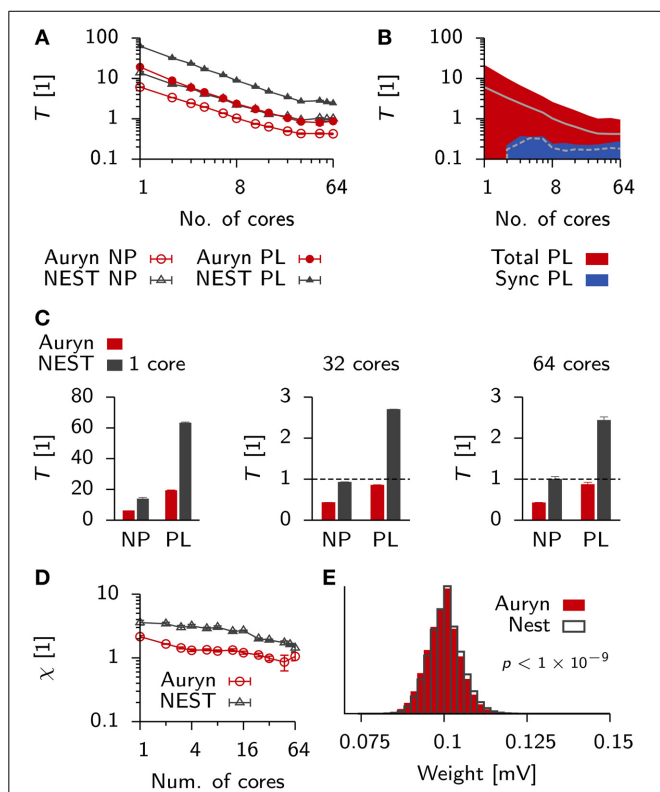 A
B
100
10
1
0.1
T [1]
1
8
64
No. of cores
100
10
1
0.1
T [1]
1
8
64
No. of cores
Auryn NP
Auryn PL
NEST NP
NEST PL
Total PL
Sync PL
C
Auryn
NEST
1 core
32 cores
64 cores
80
60
40
20
0
T [1]
NP
PL
3
2
1
0
T [1]
NP
PL
3
2
1
0
T [1]
NP
PL
D
10
1
0.1
χ [1]
Auryn
NEST
1
4
16
64
Num. of cores
E
Auryn
Nest
p < 1 × 10⁻⁹
0.075
0.1
0.125
0.15
Weight [mV]